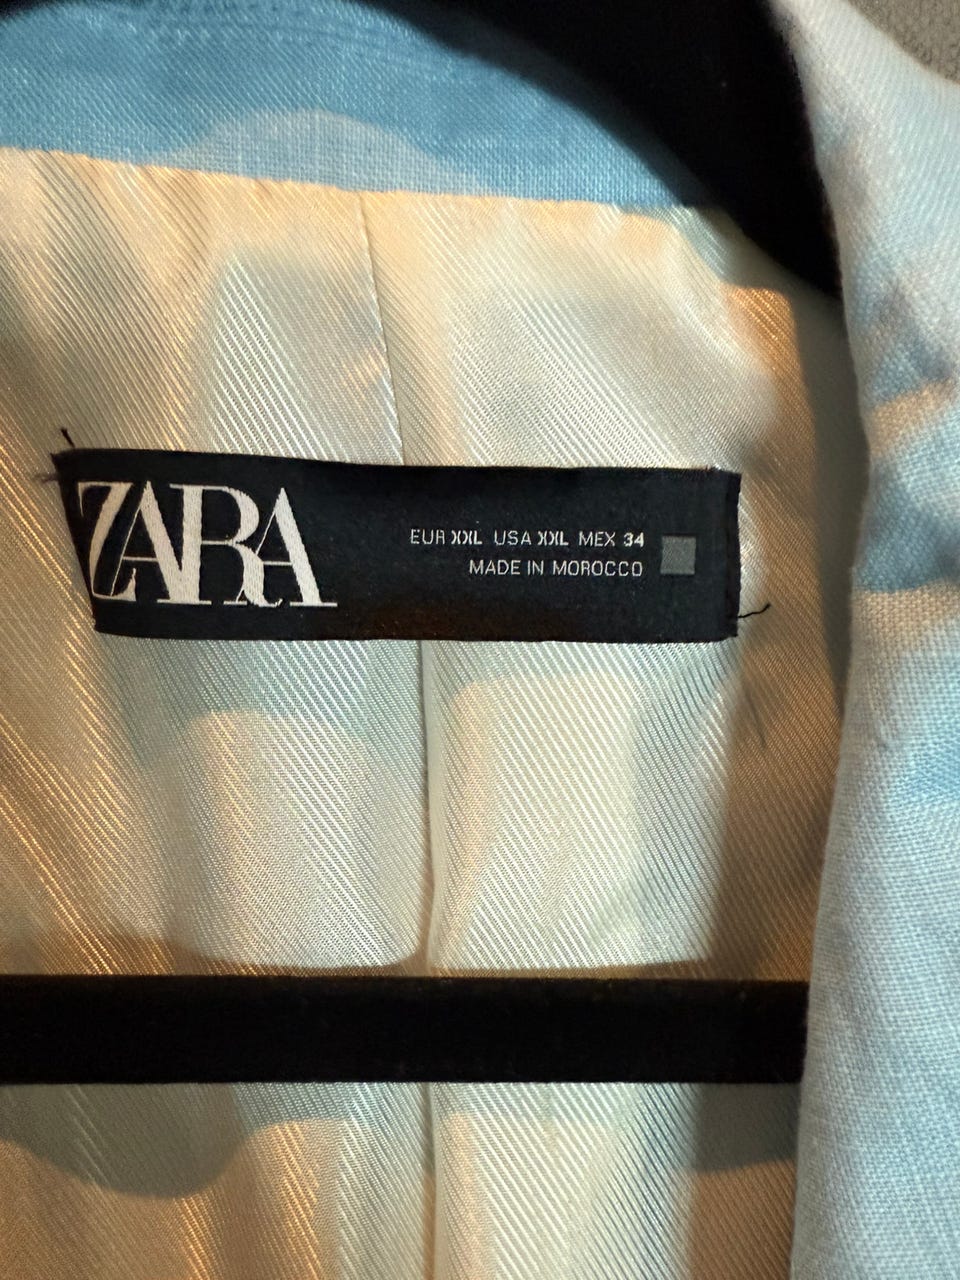 ZARA
EUR XXL USA XXL MEX 34
MADE IN MOROCCO